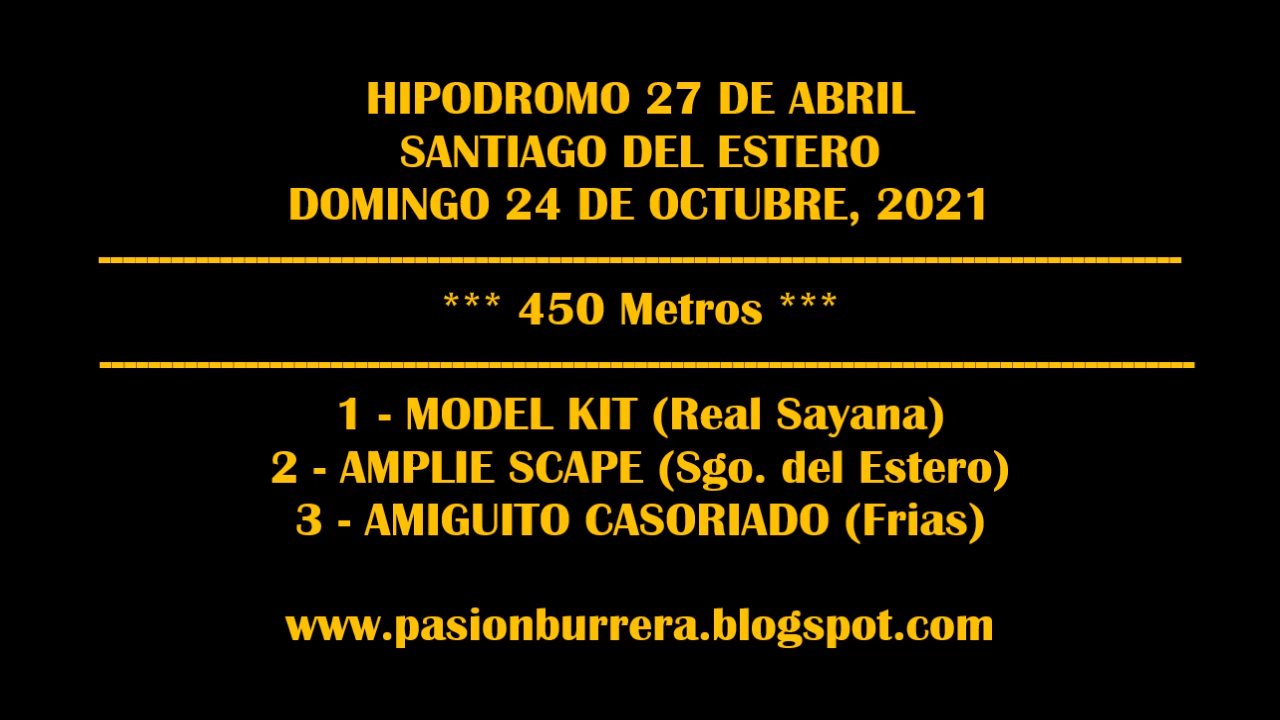 HIPODROMO 27 DE ABRIL
SANTIAGO DEL ESTERO
DOMINGO 24 DE OCTUBRE, 2021
------------------------------------------------------------------------------------------
*** 450 Metros ***
-------------------------------------------------------------------------------------------
1 - MODEL KIT (Real Sayana)
2 - AMPLIE SCAPE (Sgo. del Estero)
3 - AMIGUITO CASORIADO (Frias)
www.pasionburrera.blogspot.com